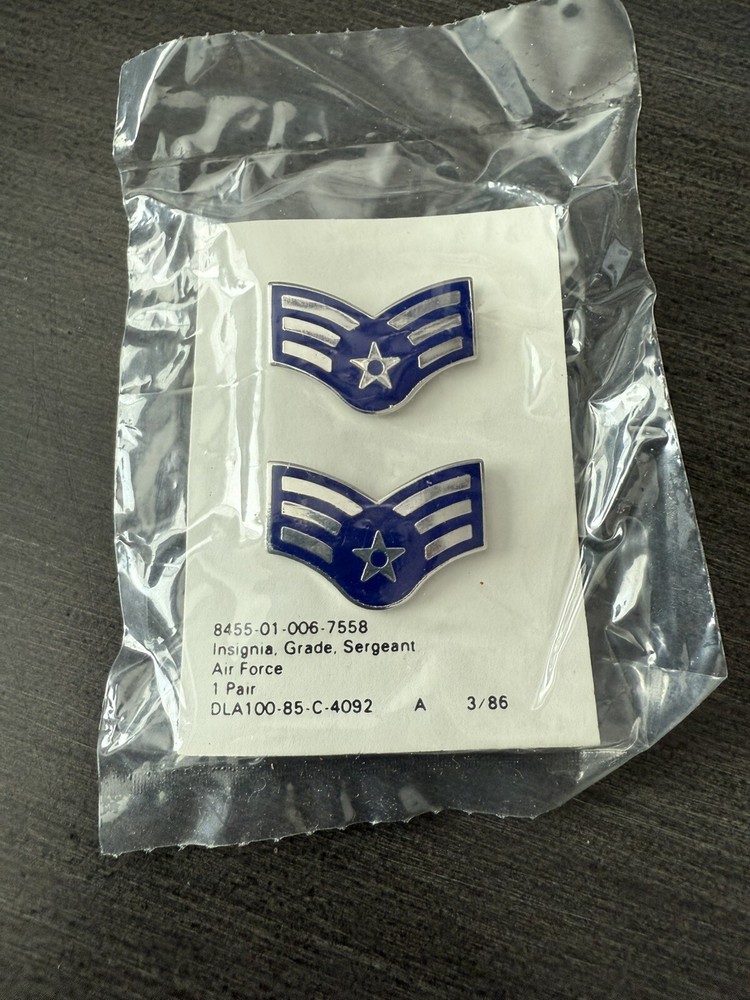 8455-01-006-7558
Insignia, Grade, Sergeant
Air Force
1 Pair
DLA100-85-C-4092 A 3/86